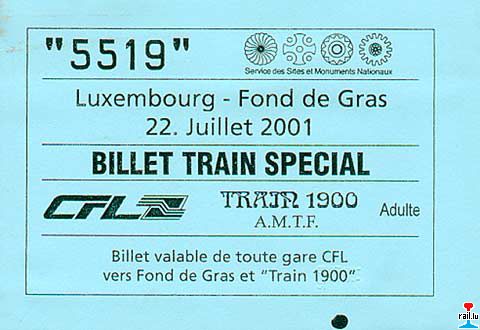 "5519"
Service des Sites et Monuments Nationaux
Luxembourg - Fond de Gras
22. Juillet 2001
BILLET TRAIN SPECIAL
CFL
TRAIN 1900
A.M.T.F.
Adulte
Billet valable de toute gare CFL
vers Fond de Gras et "Train 1900"
rail.lu